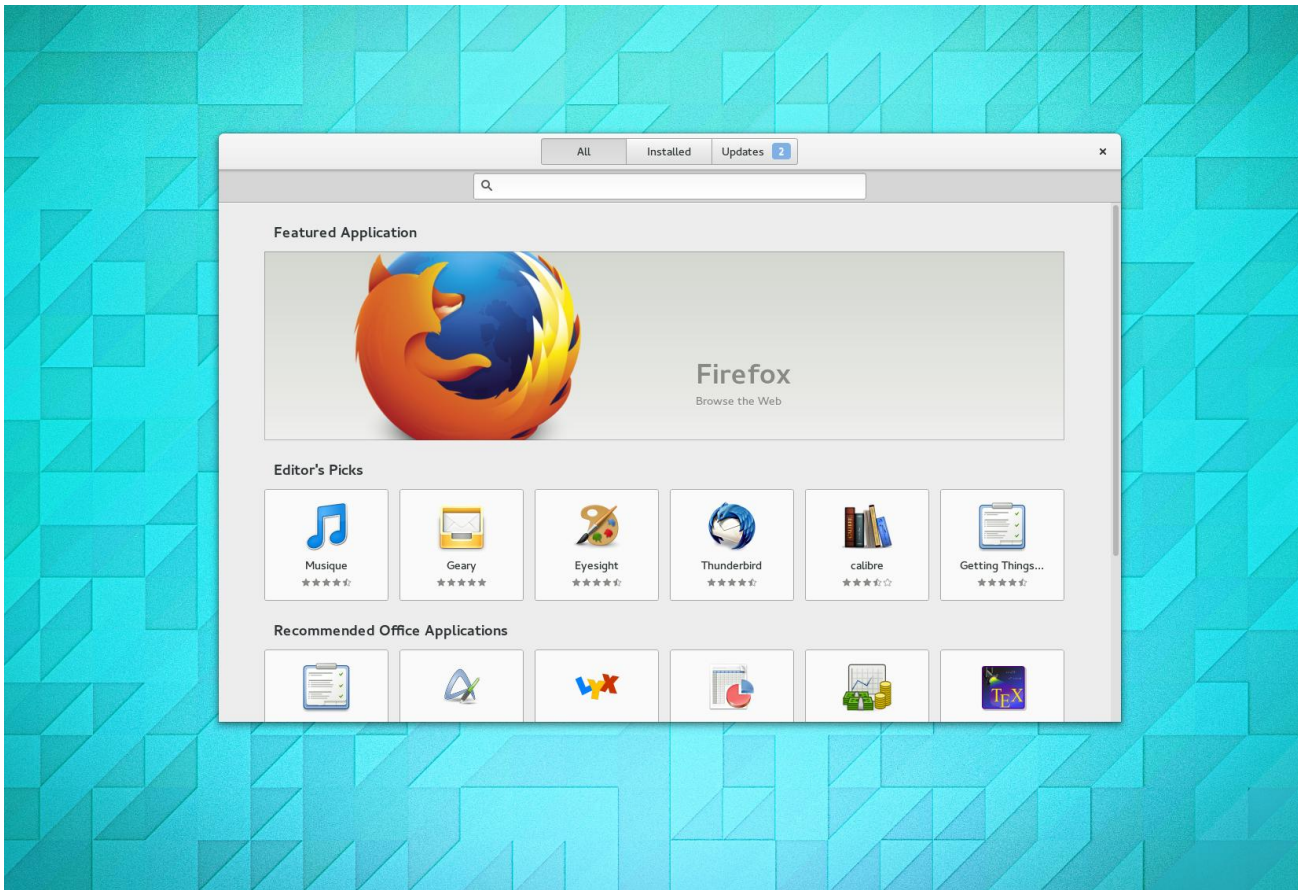 All Installed Updates 2
Featured Application
Firefox
Browse the Web
Editor's Picks
Musique Geary Eyesight Thunderbird calibre Getting Things...
Recommended Office Applications
LYX TEX